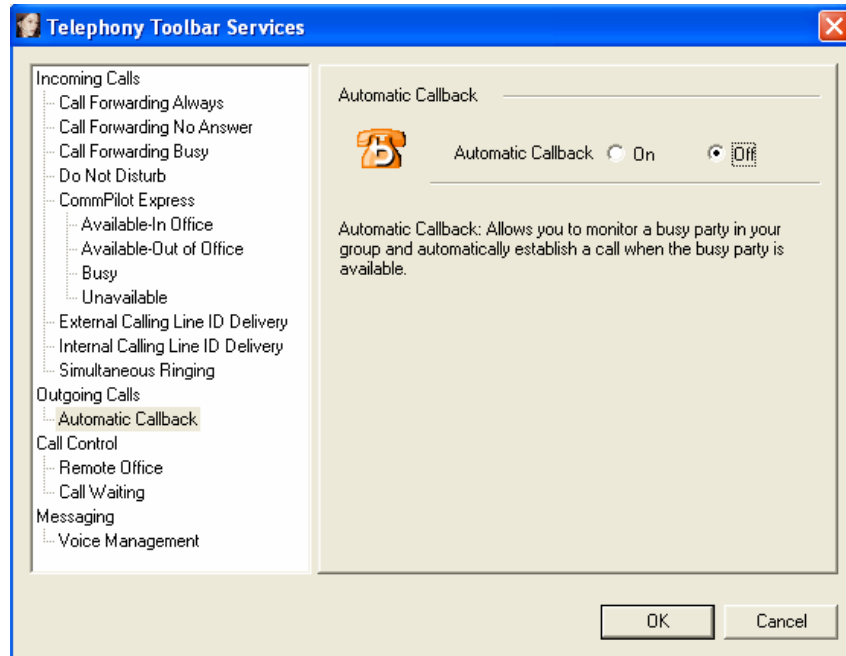 Telephony Toolbar Services
Incoming Calls
Call Forwarding Always
Call Forwarding No Answer
Call Forwarding Busy
Do Not Disturb
CommPilot Express
Available-In Office
Available-Out of Office
Busy
Unavailable
External Calling Line ID Delivery
Internal Calling Line ID Delivery
Simultaneous Ringing
Outgoing Calls
Automatic Callback
Call Control
Remote Office
Call Waiting
Messaging
Voice Management
Automatic Callback
Automatic Callback On Off
Automatic Callback: Allows you to monitor a busy party in your
group and automatically establish a call when the busy party is
available.
OK Cancel